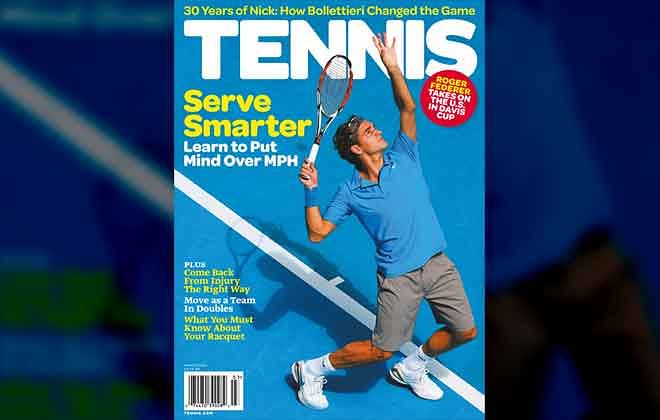 30 Years of Nick: How Bollettieri Changed the Game
TENNIS
ROGER
FEDERER
TAKES ON
THE U.S.
IN DAVIS
CUP
Serve
Smarter
Learn to Put
Mind Over MPH
PLUS
Come Back
From Injury
The Right Way
Move as a Team
In Doubles
What You Must
Know About
Your Racquet
TENNIS.COM